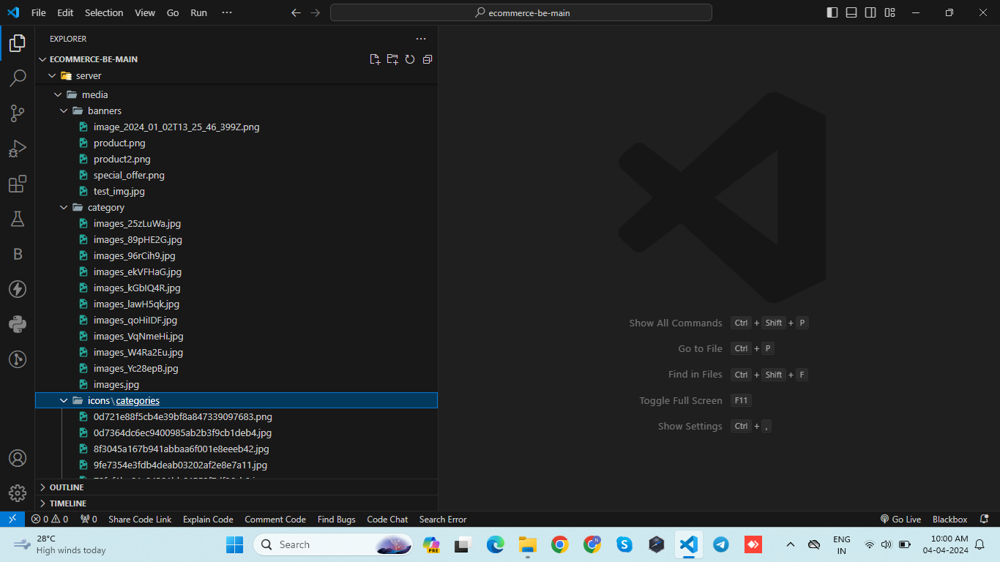 File Edit Selection View Go Run ···
ecommerce-be-main
EXPLORER
ECOMMERCE-BE-MAIN
server
media
banners
image_2024_01_02T13_25_46_399Z.png
product.png
product2.png
special_offer.png
test_img.jpg
category
images_25zLuWa.jpg
images_89pHE2G.jpg
images_96rCih9.jpg
images_ekVFHaG.jpg
images_kGbIQ4R.jpg
images_lawH5qk.jpg
images_qoHiIDF.jpg
images_VqNmeHi.jpg
images_W4Ra2Eu.jpg
images_Yc28epB.jpg
images.jpg
icons\categories
0d721e88f5cb4e39bf8a847339097683.png
0d7364dc6ec9400985ab2b3f9cb1deb4.jpg
8f3045a167b941abbaa6f001e8eeeb42.jpg
9fe7354e3fdb4deab03202af2e8e7a11.jpg
OUTLINE
TIMELINE
B
Show All Commands Ctrl + Shift + P
Go to File Ctrl + P
Find in Files Ctrl + Shift + F
Toggle Full Screen F11
Show Settings Ctrl + ,
0 0 0 Share Code Link Explain Code Comment Code Find Bugs Code Chat Search Error Go Live Blackbox
28°C
High winds today
Search
PRE
N
ENG
IN
10:00 AM
04-04-2024